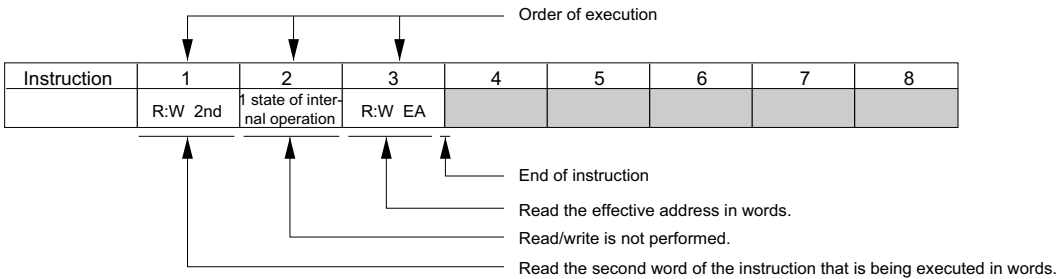 Order of execution
Instruction 1 2 3 4 5 6 7 8
R:W 2nd 1 state of inter-
nal operation R:W EA
End of instruction
Read the effective address in words.
Read/write is not performed.
Read the second word of the instruction that is being executed in words.